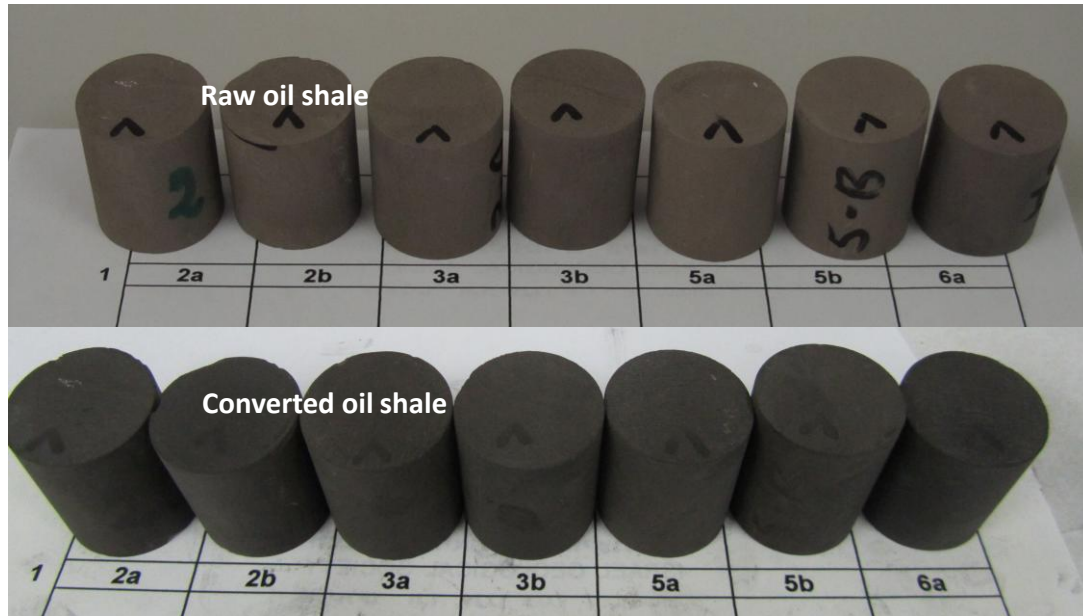 Raw oil shale
2
5-B
1 2a 2b 3a 3b 5a 5b 6a
Converted oil shale
1 2a 2b 3a 3b 5a 5b 6a